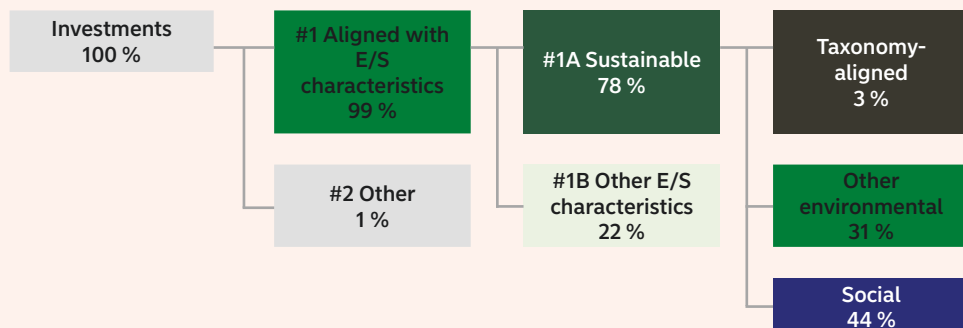 Investments
100 %
#1 Aligned with
E/S
characteristics
99 %
#2 Other
1 %
#1A Sustainable
78 %
#1B Other E/S
characteristics
22 %
Taxonomy-
aligned
3 %
Other
environmental
31 %
Social
44 %